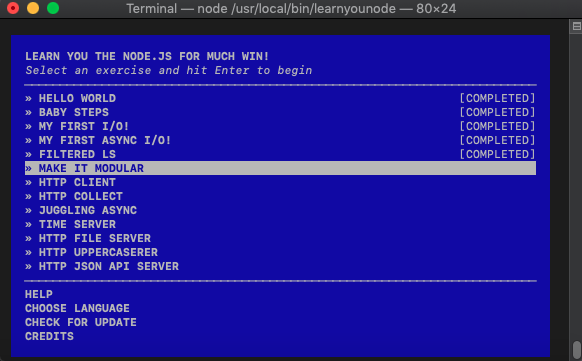 Terminal — node /usr/local/bin/learnyounode — 80×24
LEARN YOU THE NODE.JS FOR MUCH WIN!
Select an exercise and hit Enter to begin
» HELLO WORLD [COMPLETED]
» BABY STEPS [COMPLETED]
» MY FIRST I/O! [COMPLETED]
» MY FIRST ASYNC I/O! [COMPLETED]
» FILTERED LS [COMPLETED]
» MAKE IT MODULAR
» HTTP CLIENT
» HTTP COLLECT
» JUGGLING ASYNC
» TIME SERVER
» HTTP FILE SERVER
» HTTP UPPERCASERER
» HTTP JSON API SERVER
HELP
CHOOSE LANGUAGE
CHECK FOR UPDATE
CREDITS